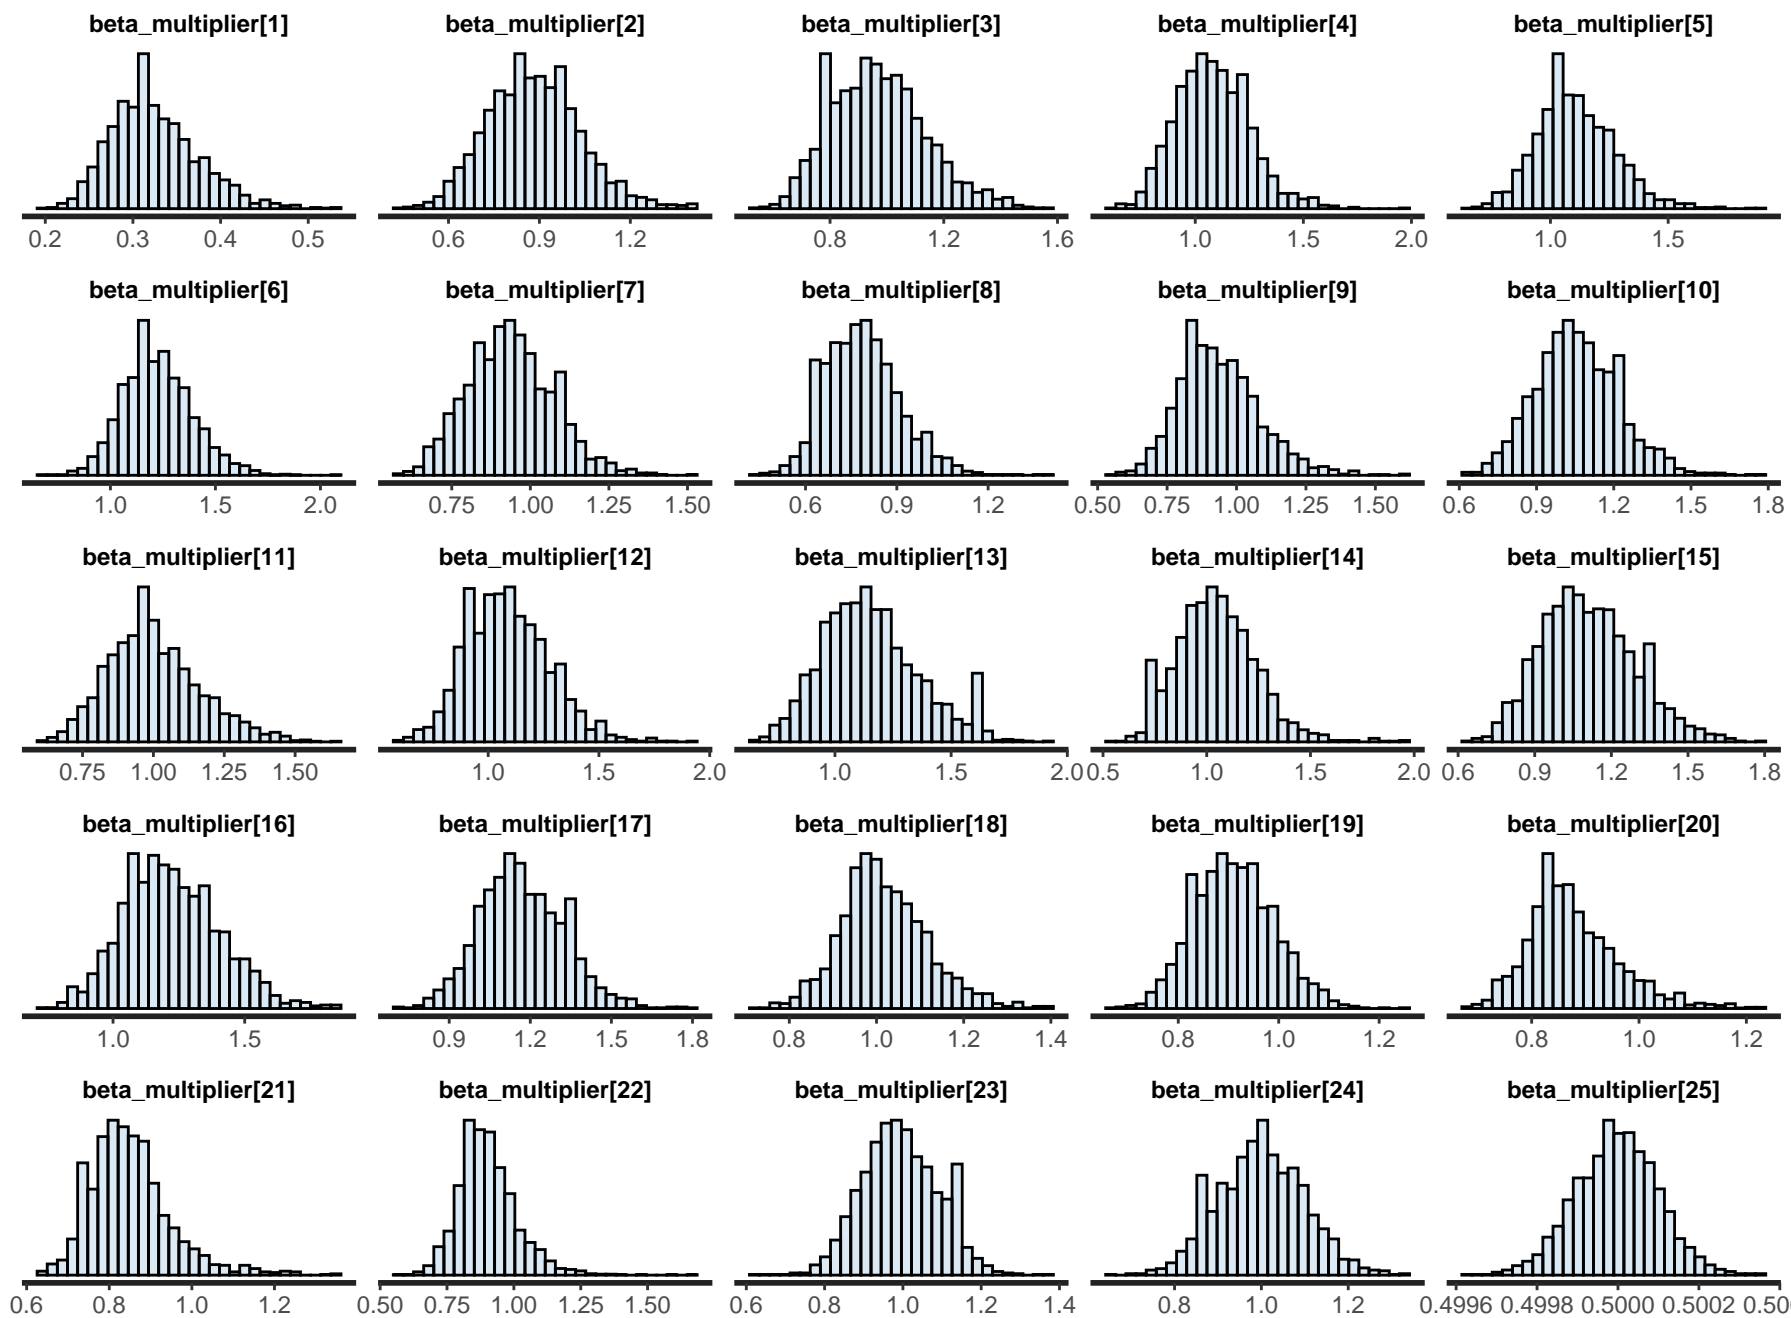 beta_multiplier[1] beta_multiplier[2] beta_multiplier[3] beta_multiplier[4] beta_multiplier[5]
0.2 0.3 0.4 0.5 0.6 0.9 1.2 0.8 1.2 1.6 1.0 1.5 2.0 1.0 1.5
beta_multiplier[6] beta_multiplier[7] beta_multiplier[8] beta_multiplier[9] beta_multiplier[10]
1.0 1.5 2.0 0.75 1.00 1.25 1.50 0.6 0.9 1.2 0.50 0.75 1.00 1.25 1.50 0.6 0.9 1.2 1.5 1.8
beta_multiplier[11] beta_multiplier[12] beta_multiplier[13] beta_multiplier[14] beta_multiplier[15]
0.75 1.00 1.25 1.50 1.0 1.5 2.0 1.0 1.5 2.0 0.5 1.0 1.5 2.0 0.6 0.9 1.2 1.5 1.8
beta_multiplier[16] beta_multiplier[17] beta_multiplier[18] beta_multiplier[19] beta_multiplier[20]
1.0 1.5 0.9 1.2 1.5 1.8 0.8 1.0 1.2 1.4 0.8 1.0 1.2 0.8 1.0 1.2
beta_multiplier[21] beta_multiplier[22] beta_multiplier[23] beta_multiplier[24] beta_multiplier[25]
0.6 0.8 1.0 1.2 0.50 0.75 1.00 1.25 1.50 0.6 0.8 1.0 1.2 1.4 0.8 1.0 1.2 0.4996 0.4998 0.5000 0.5002